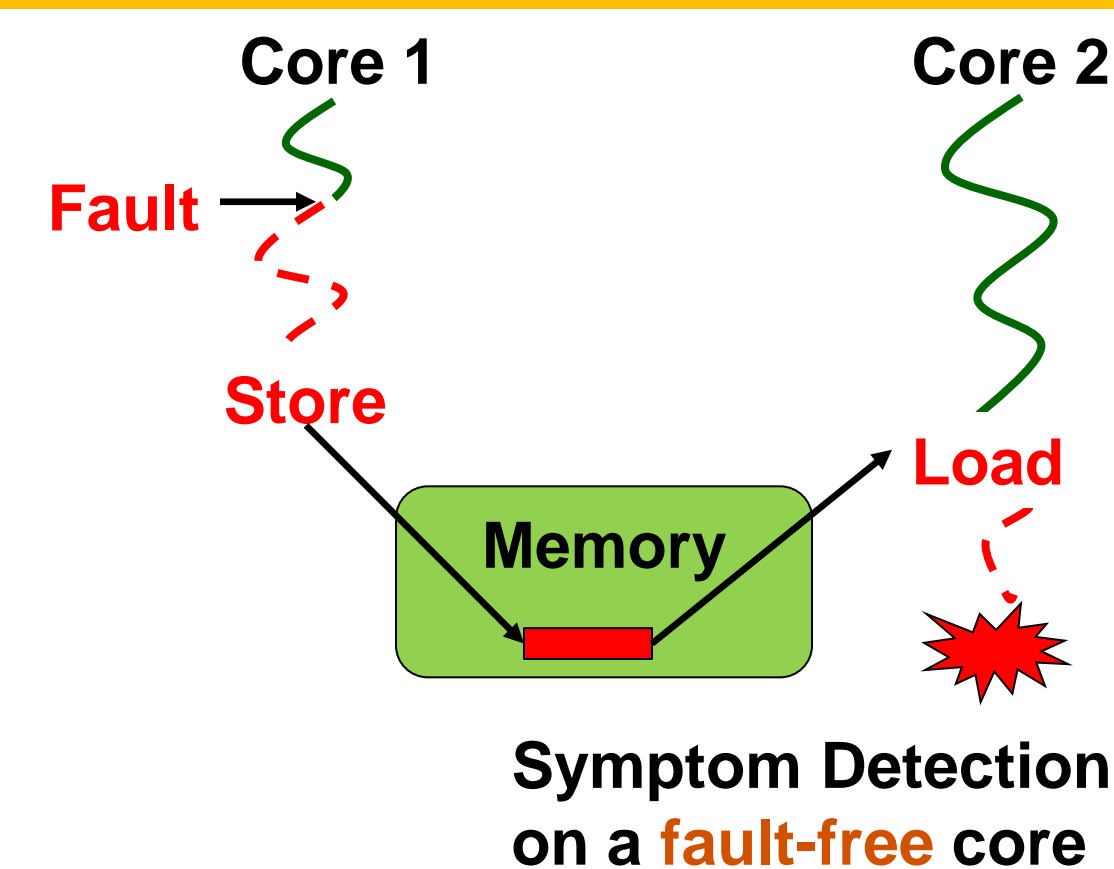 Core 1
Core 2
Fault
Store
Load
Memory
Symptom Detection
on a fault-free core